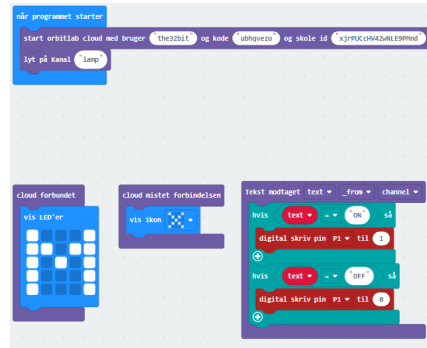 når programmet starter
start orbitlab cloud med bruger "the32bit" og kode "ubhqvezo" og skole id "xjrPUCcHV42wNLE9PMnd"
lyt på Kanal "lamp"
cloud forbundet
vis LED'er
cloud mistet forbindelsen
vis ikon
Tekst modtaget text _from channel
hvis text = "ON" så
digital skriv pin P1 til 1
hvis text = "OFF" så
digital skriv pin P1 til 0